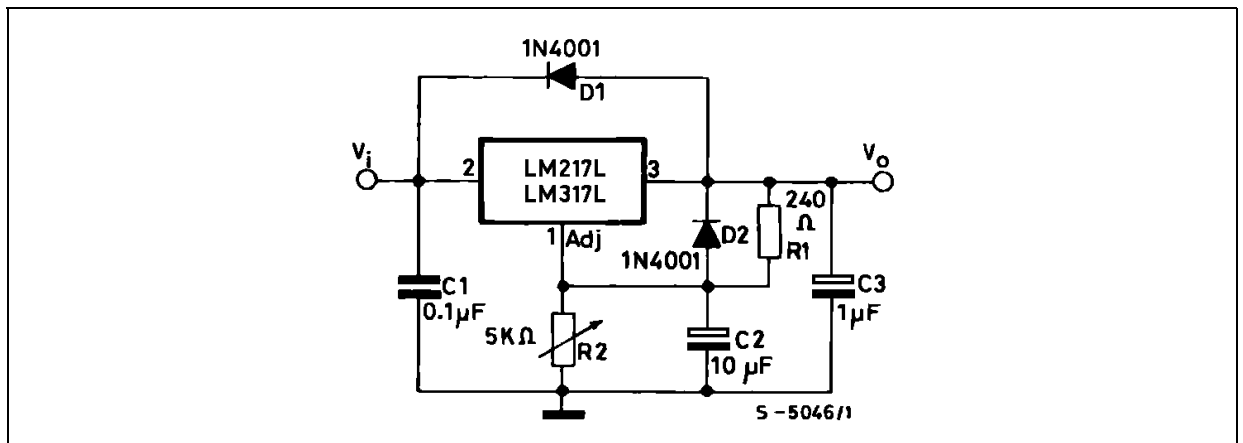 1N4001
D1
Vi
2
LM217L
LM317L
3
Vo
1
Adj
D2
1N4001
240
Ω
R1
C1
0.1µF
5KΩ
R2
C2
10 µF
C3
1µF
S-5046/1